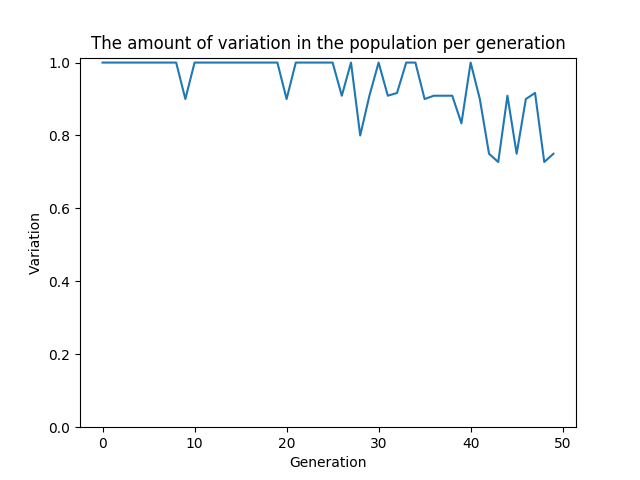 The amount of variation in the population per generation
1.0
0.8
0.6
0.4
0.2
0.0
Variation
0 10 20 30 40 50
Generation